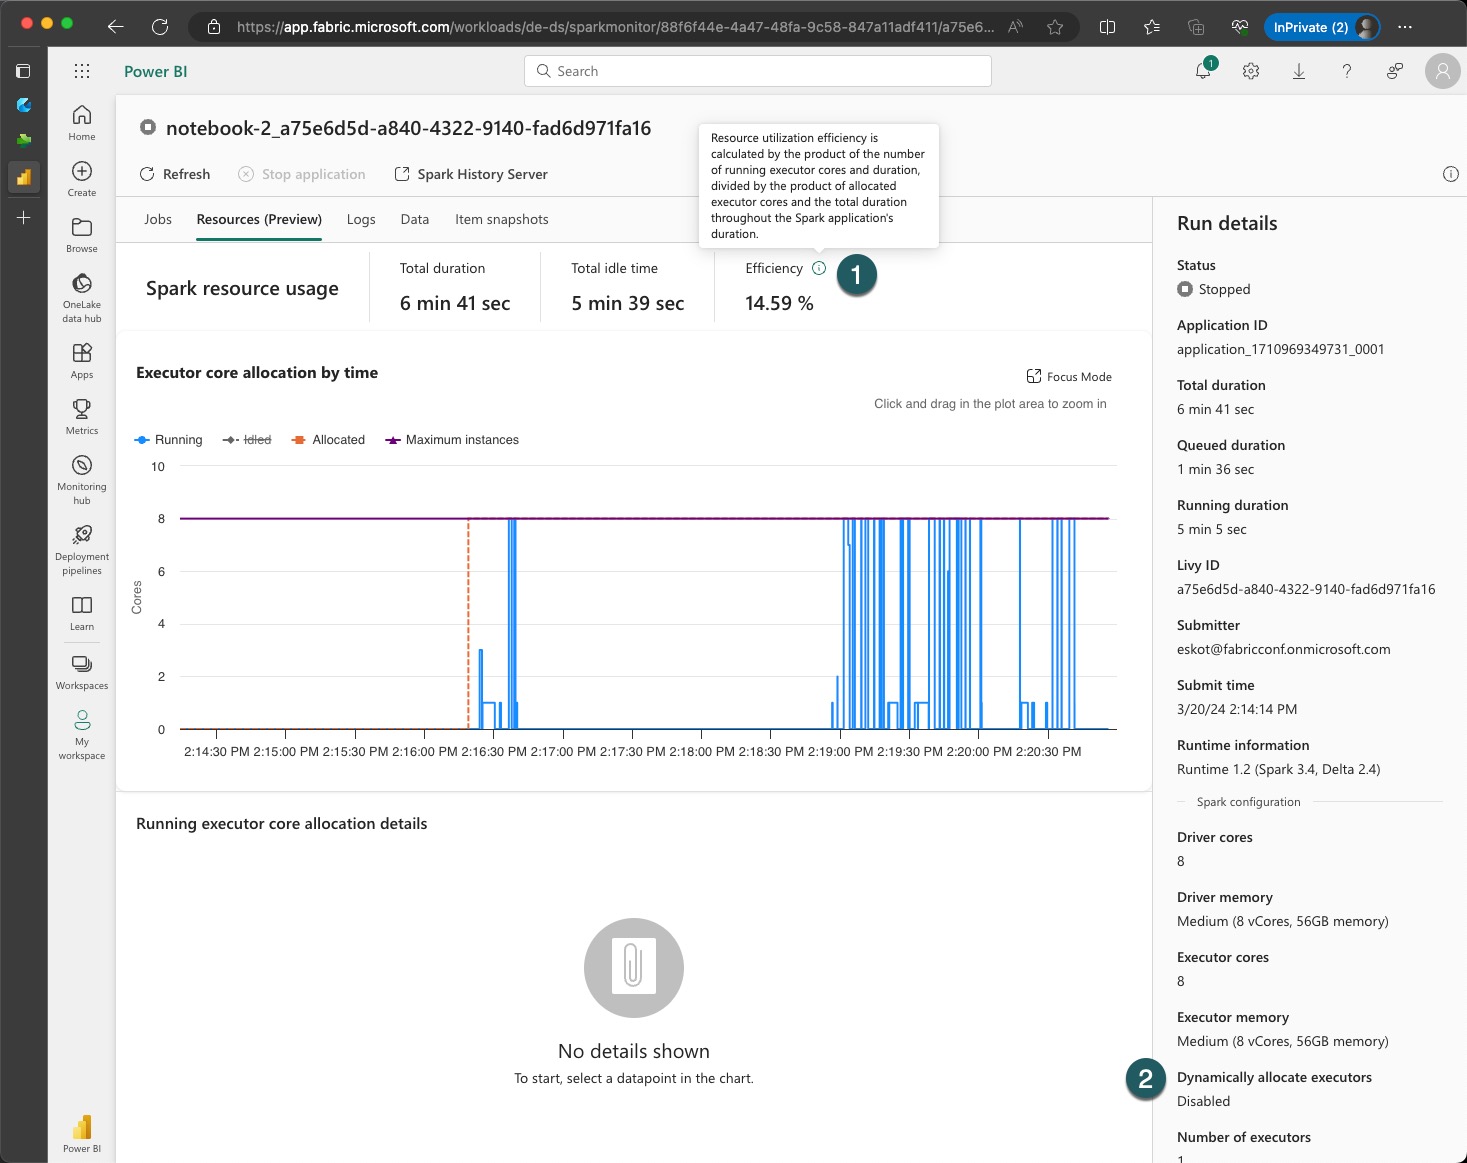 https://app.fabric.microsoft.com/workloads/de-ds/sparkmonitor/88f6f44e-4a47-48fa-9c58-847a11adf411/a75e6...
InPrivate (2)
Power BI
Search
1
Home
Create
Browse
OneLake
data hub
Apps
Metrics
Monitoring
hub
Deployment
pipelines
Learn
Workspaces
My
workspace
Power BI
notebook-2_a75e6d5d-a840-4322-9140-fad6d971fa16
Refresh
Stop application
Spark History Server
Resource utilization efficiency is
calculated by the product of the number
of running executor cores and duration,
divided by the product of allocated
executor cores and the total duration
throughout the Spark application's
duration.
Jobs
Resources (Preview)
Logs
Data
Item snapshots
Spark resource usage
Total duration
6 min 41 sec
Total idle time
5 min 39 sec
Efficiency
14.59 %
1
Executor core allocation by time
Focus Mode
Click and drag in the plot area to zoom in
Running
Idled
Allocated
Maximum instances
10
8
6
4
2
0
Cores
2:14:30 PM 2:15:00 PM 2:15:30 PM 2:16:00 PM 2:16:30 PM 2:17:00 PM 2:17:30 PM 2:18:00 PM 2:18:30 PM 2:19:00 PM 2:19:30 PM 2:20:00 PM 2:20:30 PM
Running executor core allocation details
No details shown
To start, select a datapoint in the chart.
Run details
Status
Stopped
Application ID
application_1710969349731_0001
Total duration
6 min 41 sec
Queued duration
1 min 36 sec
Running duration
5 min 5 sec
Livy ID
a75e6d5d-a840-4322-9140-fad6d971fa16
Submitter
eskot@fabricconf.onmicrosoft.com
Submit time
3/20/24 2:14:14 PM
Runtime information
Runtime 1.2 (Spark 3.4, Delta 2.4)
Spark configuration
Driver cores
8
Driver memory
Medium (8 vCores, 56GB memory)
Executor cores
8
Executor memory
Medium (8 vCores, 56GB memory)
2
Dynamically allocate executors
Disabled
Number of executors
1